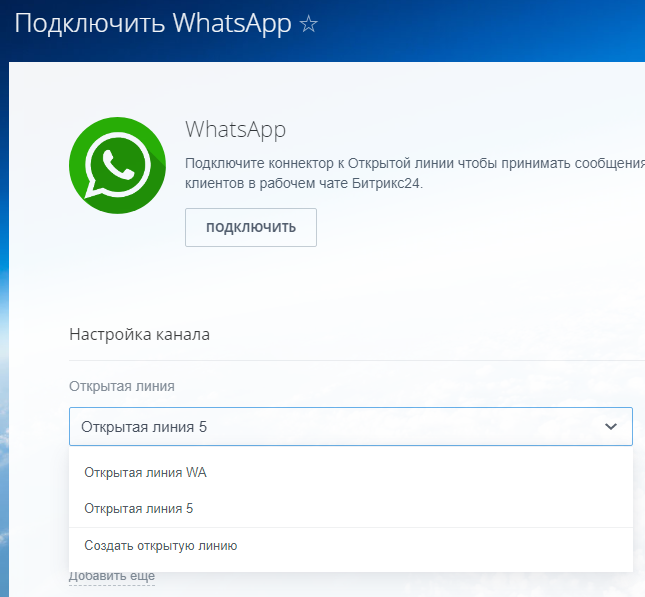 Подключить WhatsApp ☆
WhatsApp
Подключите коннектор к Открытой линии чтобы принимать сообщения
клиентов в рабочем чате Битрикс24.
ПОДКЛЮЧИТЬ
Настройка канала
Открытая линия
Открытая линия 5
Открытая линия WA
Открытая линия 5
Создать открытую линию
Добавить еще